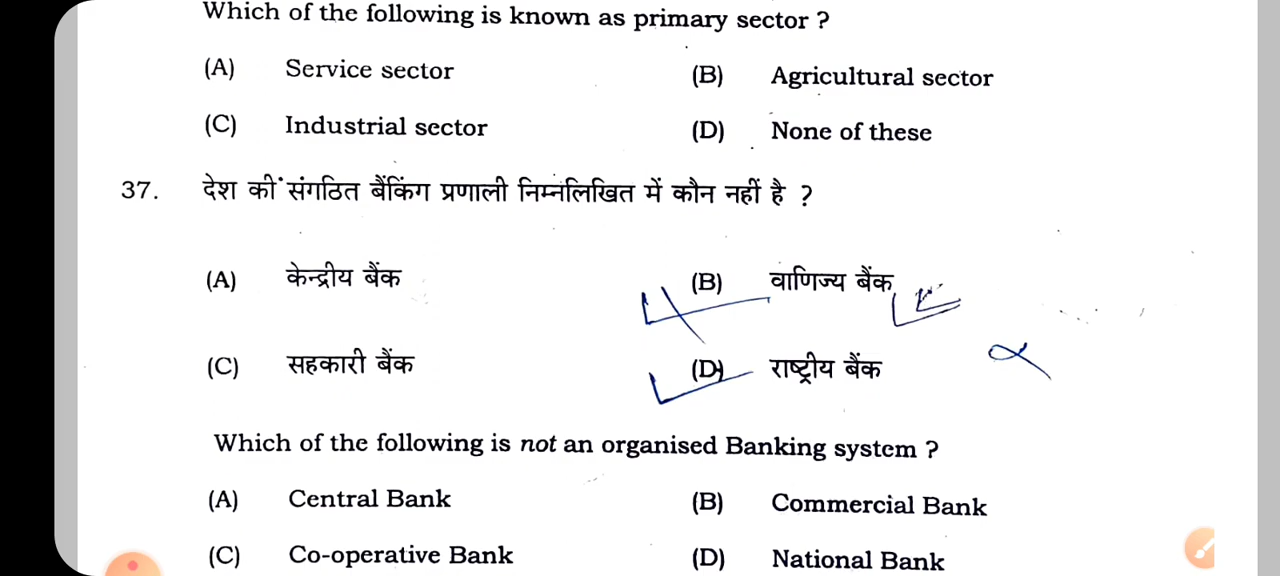 Which of the following is known as primary sector ?
(A) Service sector (B) Agricultural sector
(C) Industrial sector (D) None of these
37. देश की संगठित बैंकिंग प्रणाली निम्नलिखित में कौन नहीं है ?
(A) केन्द्रीय बैंक (B) वाणिज्य बैंक
(C) सहकारी बैंक (D) राष्ट्रीय बैंक
Which of the following is not an organised Banking system ?
(A) Central Bank (B) Commercial Bank
(C) Co-operative Bank (D) National Bank